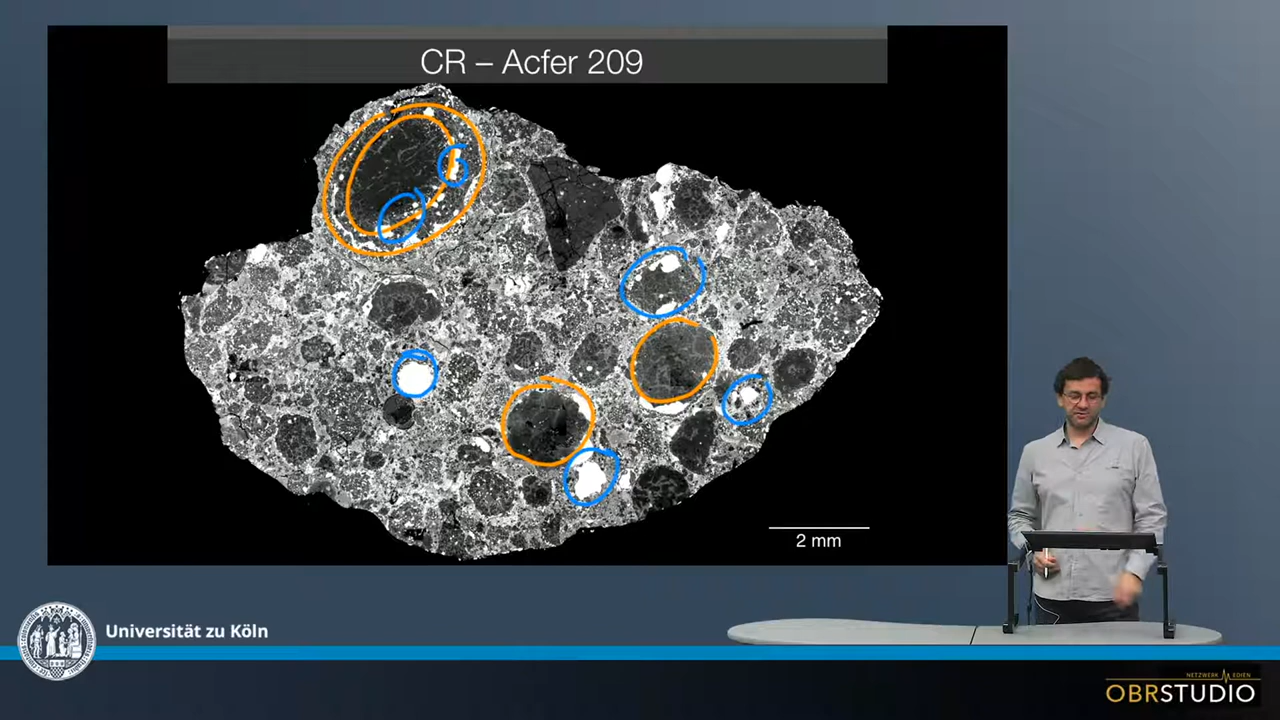 CR – Acfer 209
2 mm
Universität zu Köln
NETZWERK MEDIEN
OBRSTUDIO